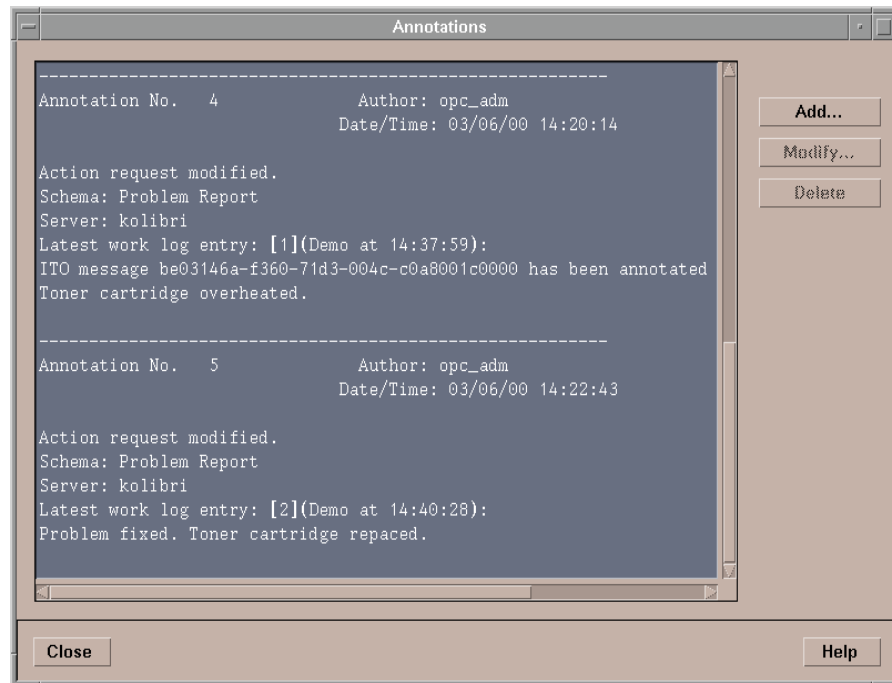 Annotations
---------------------------------------------------------
Annotation No.   4              Author: opc_adm
Date/Time: 03/06/00 14:20:14
Add...
Modify...
Action request modified.
Delete
Schema: Problem Report
Server: kolibri
Latest work log entry: [1](Demo at 14:37:59):
ITO message be03146a-f360-71d3-004c-c0a8001c0000 has been annotated
Toner cartridge overheated.
---------------------------------------------------------
Annotation No.   5              Author: opc_adm
Date/Time: 03/06/00 14:22:43
Action request modified.
Schema: Problem Report
Server: kolibri
Latest work log entry: [2](Demo at 14:40:28):
Problem fixed. Toner cartridge repaced.
Close
Help